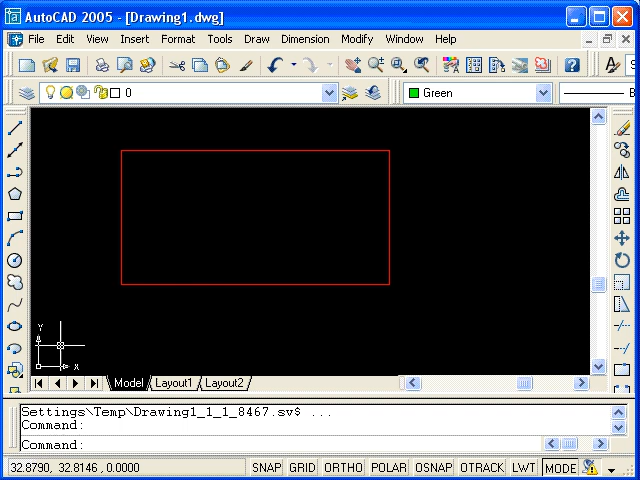 AutoCAD 2005 - [Drawing1.dwg]
File Edit View Insert Format Tools Draw Dimension Modify Window Help
0 Green
Y
X
Model Layout1 Layout2
Settings\Temp\Drawing1_1_1_8467.sv$ ...
Command:
Command:
32.8790, 32.8146 , 0.0000 SNAP GRID ORTHO POLAR OSNAP OTRACK LWT MODE